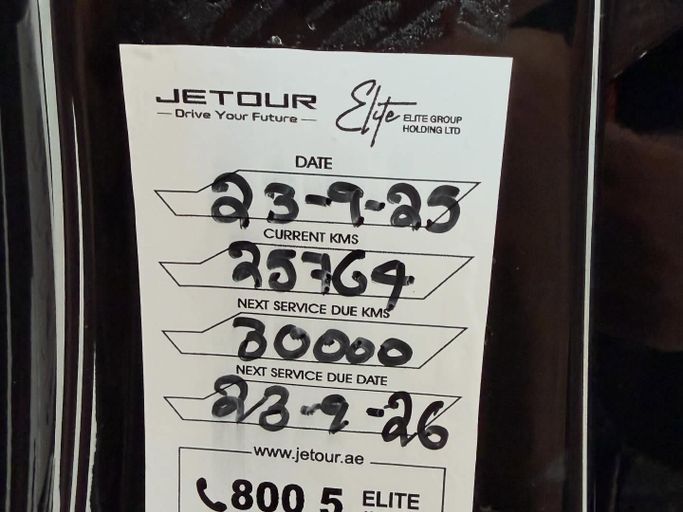 JETOUR
Drive Your Future
Elite ELITE GROUP
HOLDING LTD
DATE
23-9-25
CURRENT KMS
25764
NEXT SERVICE DUE KMS
30000
NEXT SERVICE DUE DATE
23-9-26
www.jetour.ae
800 5 ELITE